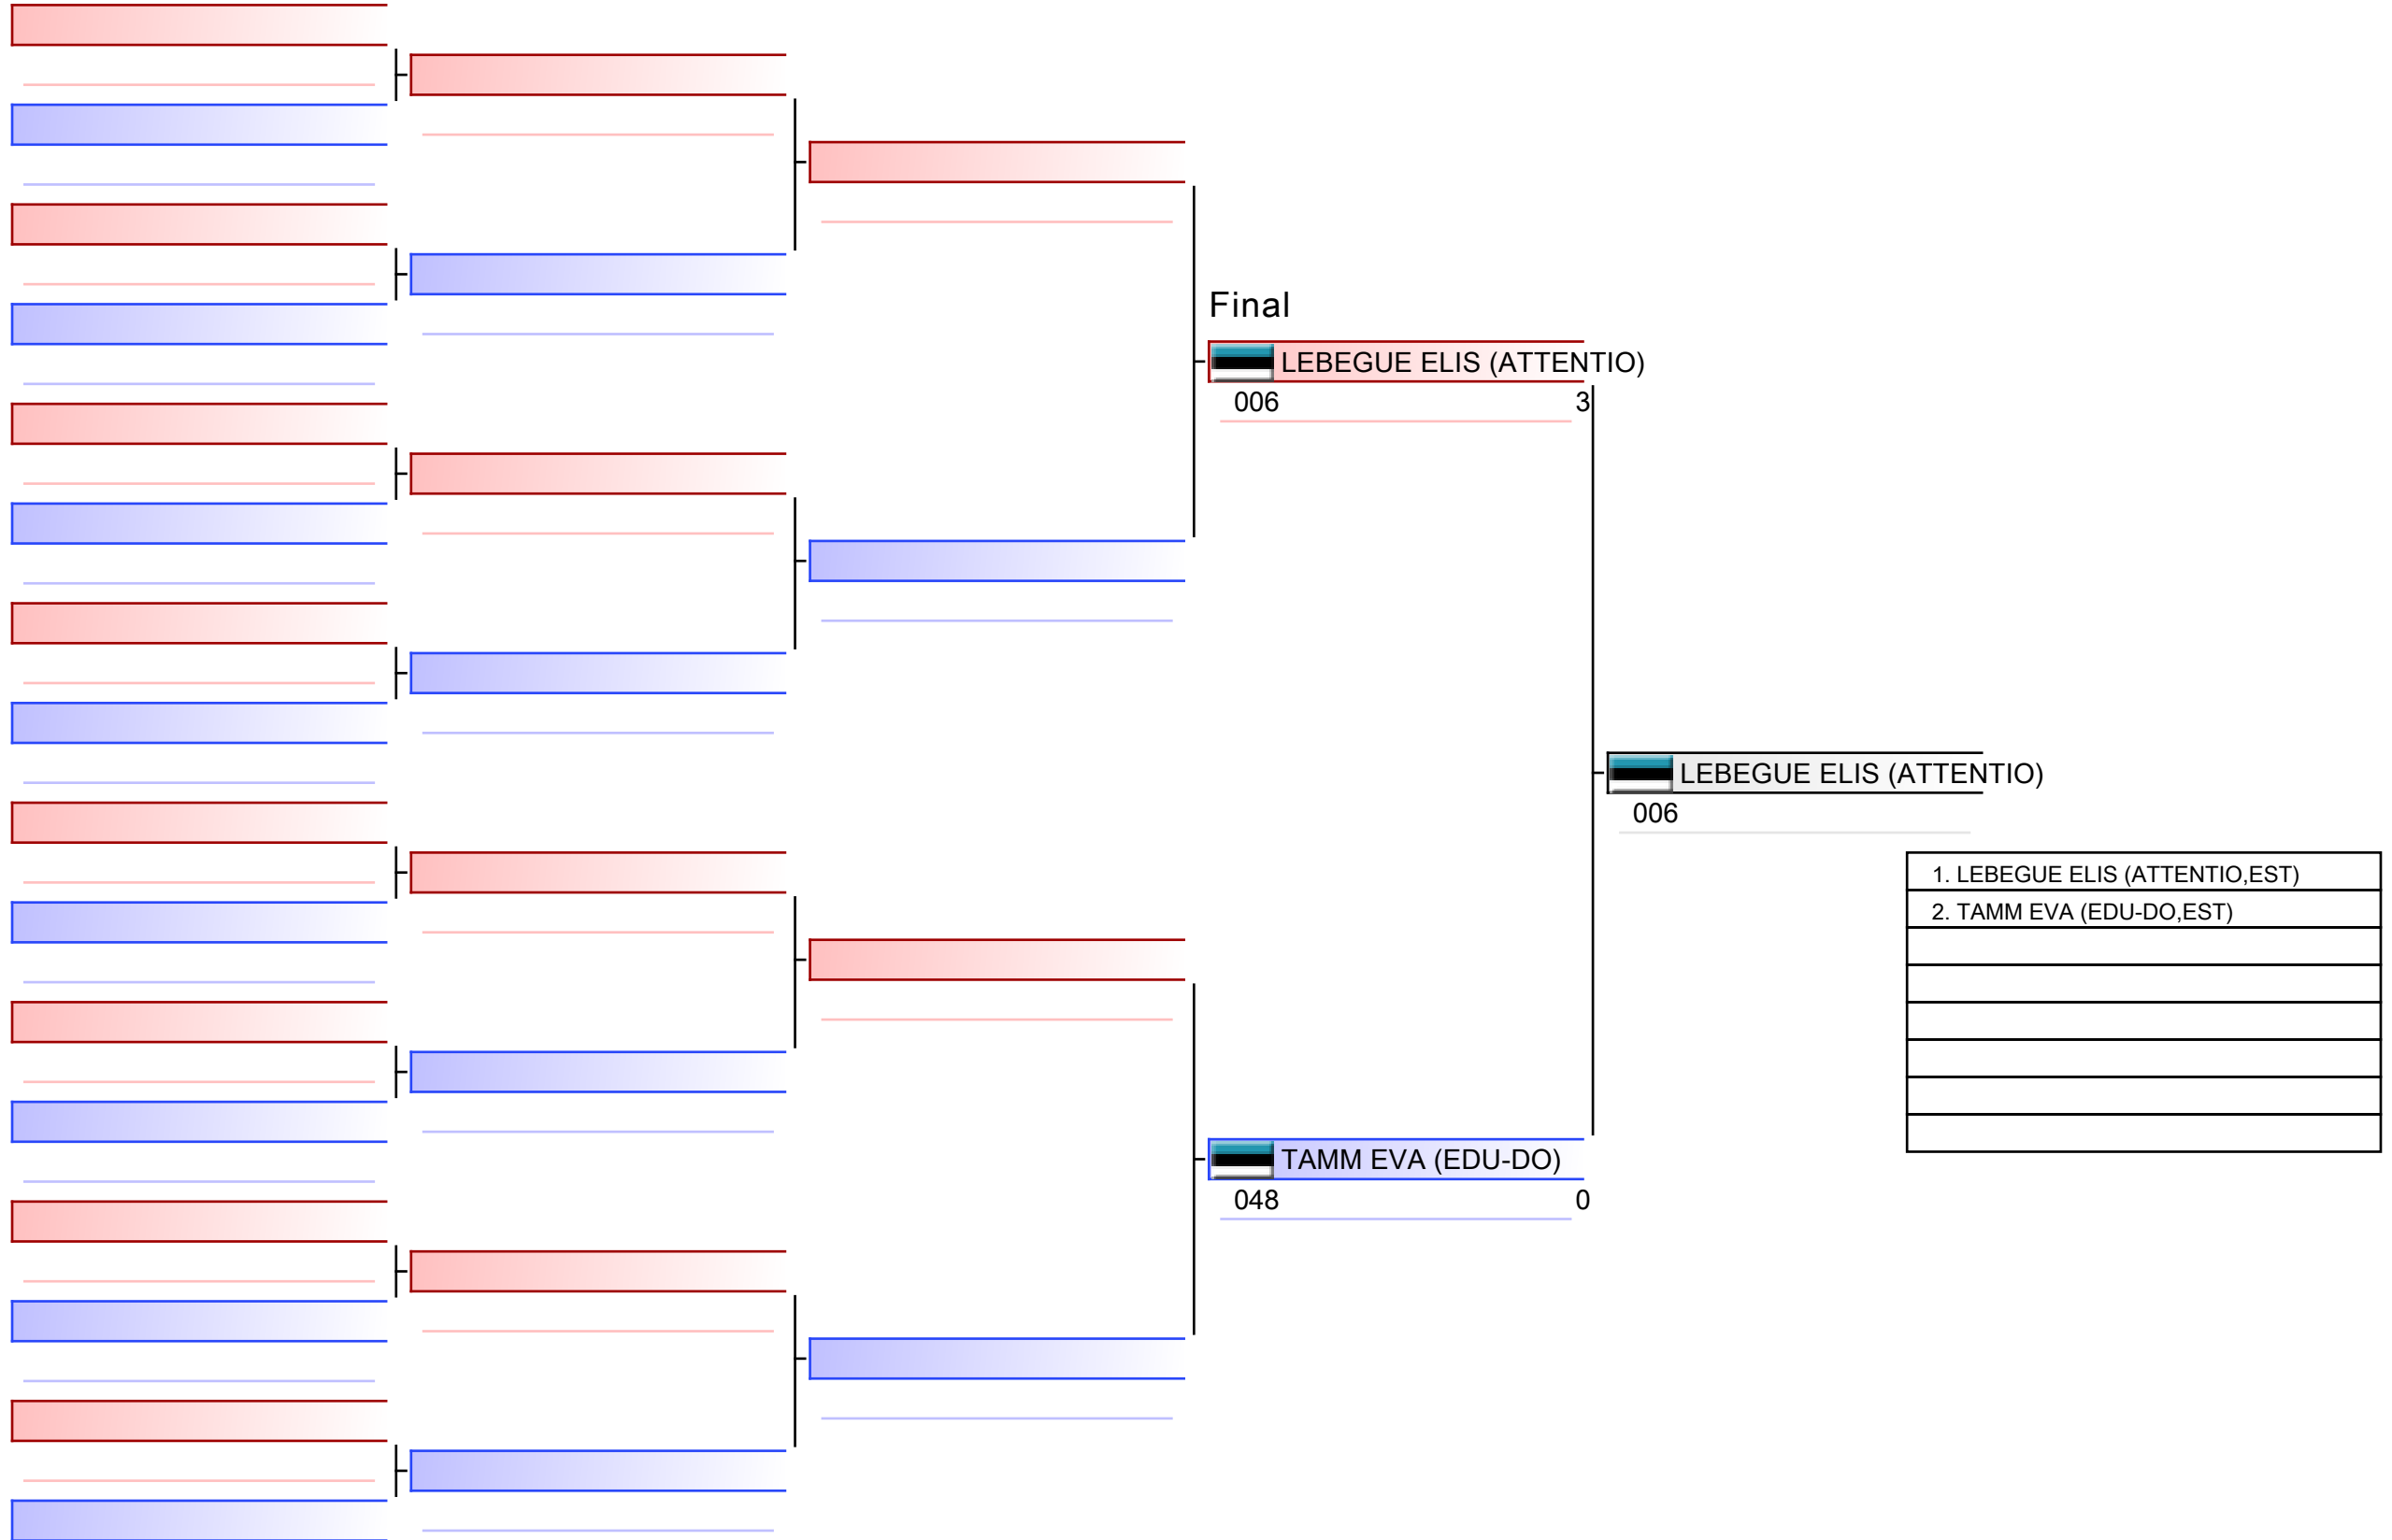 Final
LEBEGUE ELIS (ATTENTIO)
006 3
LEBEGUE ELIS (ATTENTIO)
006
1. LEBEGUE ELIS (ATTENTIO,EST)
2. TAMM EVA (EDU-DO,EST)
TAMM EVA (EDU-DO)
048 0